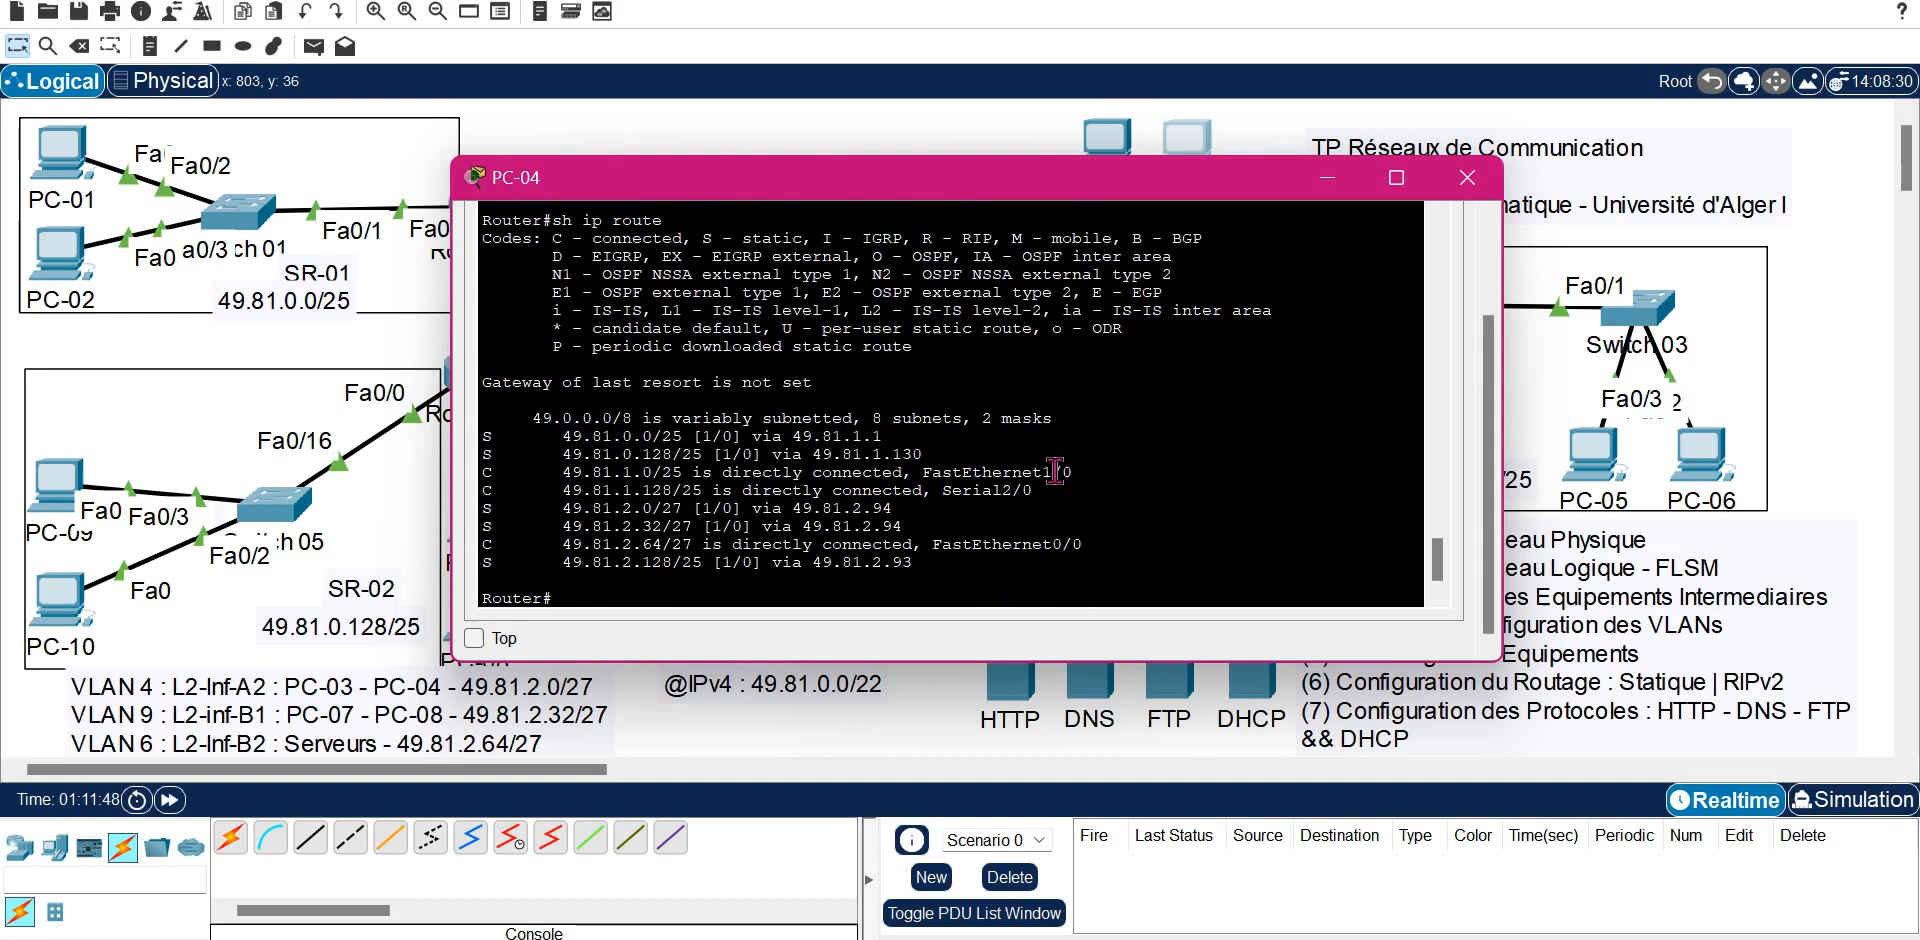 ?
Logical
Physical
x: 803, y: 36
Root
14:08:30
PC-01
Fa0/2
Fa0/1
PC-02
Fa0
a0/3
ch 01
SR-01
49.81.0.0/25
TP Réseaux de Communication
natique - Université d'Alger I
PC-04
Router#sh ip route
Codes: C - connected, S - static, I - IGRP, R - RIP, M - mobile, B - BGP
D - EIGRP, EX - EIGRP external, O - OSPF, IA - OSPF inter area
N1 - OSPF NSSA external type 1, N2 - OSPF NSSA external type 2
E1 - OSPF external type 1, E2 - OSPF external type 2, E - EGP
i - IS-IS, L1 - IS-IS level-1, L2 - IS-IS level-2, ia - IS-IS inter area
* - candidate default, U - per-user static route, o - ODR
P - periodic downloaded static route
Gateway of last resort is not set
49.0.0.0/8 is variably subnetted, 8 subnets, 2 masks
S 49.81.0.0/25 [1/0] via 49.81.1.1
S 49.81.0.128/25 [1/0] via 49.81.1.130
C 49.81.1.0/25 is directly connected, FastEthernet1/0
C 49.81.1.128/25 is directly connected, Serial2/0
S 49.81.2.0/27 [1/0] via 49.81.2.94
S 49.81.2.32/27 [1/0] via 49.81.2.94
C 49.81.2.64/27 is directly connected, FastEthernet0/0
S 49.81.2.128/25 [1/0] via 49.81.2.93
Router#
Top
Fa0/1
Switch 03
Fa0/3
2
PC-05
PC-06
25
Fa0/0
Fa0/16
PC-09
Fa0
Fa0/3
h 05
Fa0/2
Fa0
PC-10
SR-02
49.81.0.128/25
VLAN 4 : L2-Inf-A2 : PC-03 - PC-04 - 49.81.2.0/27
VLAN 9 : L2-inf-B1 : PC-07 - PC-08 - 49.81.2.32/27
VLAN 6 : L2-Inf-B2 : Serveurs - 49.81.2.64/27
@IPv4 : 49.81.0.0/22
HTTP
DNS
FTP
DHCP
eau Physique
eau Logique - FLSM
es Equipements Intermediaires
figuration des VLANs
Equipements
(6) Configuration du Routage : Statique | RIPv2
(7) Configuration des Protocoles : HTTP - DNS - FTP
&& DHCP
Time: 01:11:48
Realtime
Simulation
Scenario 0
New
Delete
Toggle PDU List Window
Fire Last Status Source Destination Type Color Time(sec) Periodic Num Edit Delete
Console